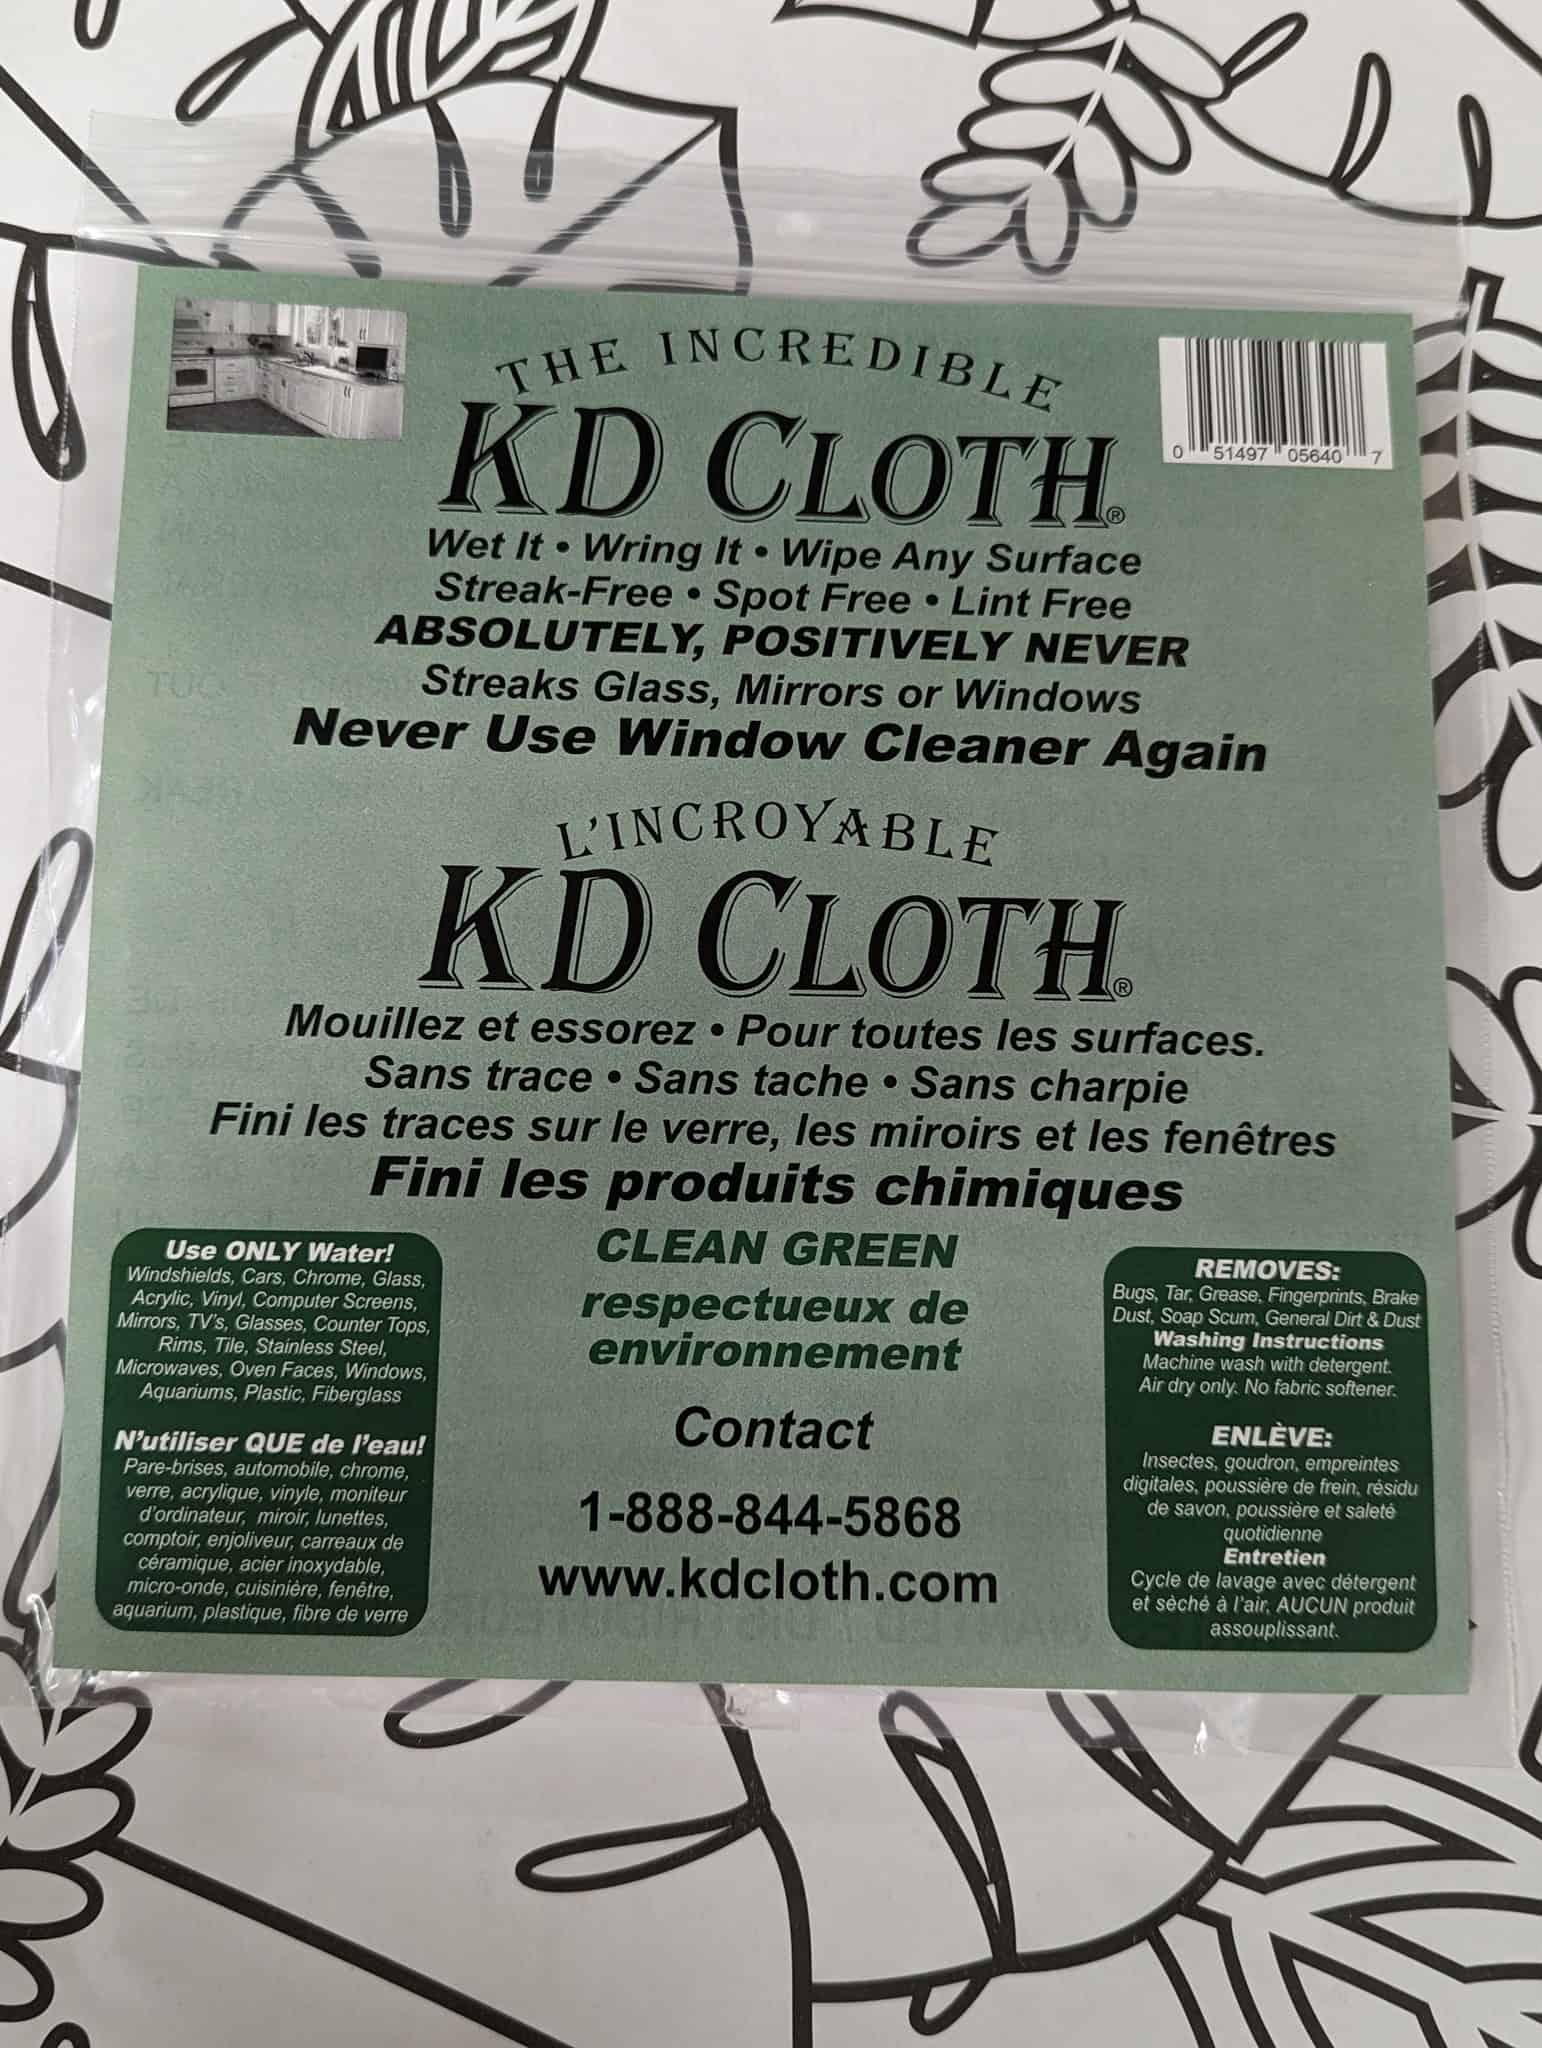 THE INCREDIBLE
KD CLOTH®
0 51497 05640 7
Wet It • Wring It • Wipe Any Surface
Streak-Free • Spot Free • Lint Free
ABSOLUTELY, POSITIVELY NEVER
Streaks Glass, Mirrors or Windows
Never Use Window Cleaner Again
L'INCROYABLE
KD CLOTH®
Mouillez et essorez • Pour toutes les surfaces.
Sans trace • Sans tache • Sans charpie
Fini les traces sur le verre, les miroirs et les fenêtres
Fini les produits chimiques
Use ONLY Water!
Windshields, Cars, Chrome, Glass,
Acrylic, Vinyl, Computer Screens,
Mirrors, TV's, Glasses, Counter Tops,
Rims, Tile, Stainless Steel,
Microwaves, Oven Faces, Windows,
Aquariums, Plastic, Fiberglass
N'utiliser QUE de l'eau!
Pare-brises, automobile, chrome,
verre, acrylique, vinyle, moniteur
d'ordinateur, miroir, lunettes,
comptoir, enjoliveur, carreaux de
céramique, acier inoxydable,
micro-onde, cuisinière, fenêtre,
aquarium, plastique, fibre de verre
CLEAN GREEN
respectueux de
environnement
Contact
1-888-844-5868
www.kdcloth.com
REMOVES:
Bugs, Tar, Grease, Fingerprints, Brake
Dust, Soap Scum, General Dirt & Dust
Washing Instructions
Machine wash with detergent.
Air dry only. No fabric softener.
ENLÈVE:
Insectes, goudron, empreintes
digitales, poussière de frein, résidu
de savon, poussière et saleté
quotidienne
Entretien
Cycle de lavage avec détergent
et sèché à l'air, AUCUN produit
assouplissant.